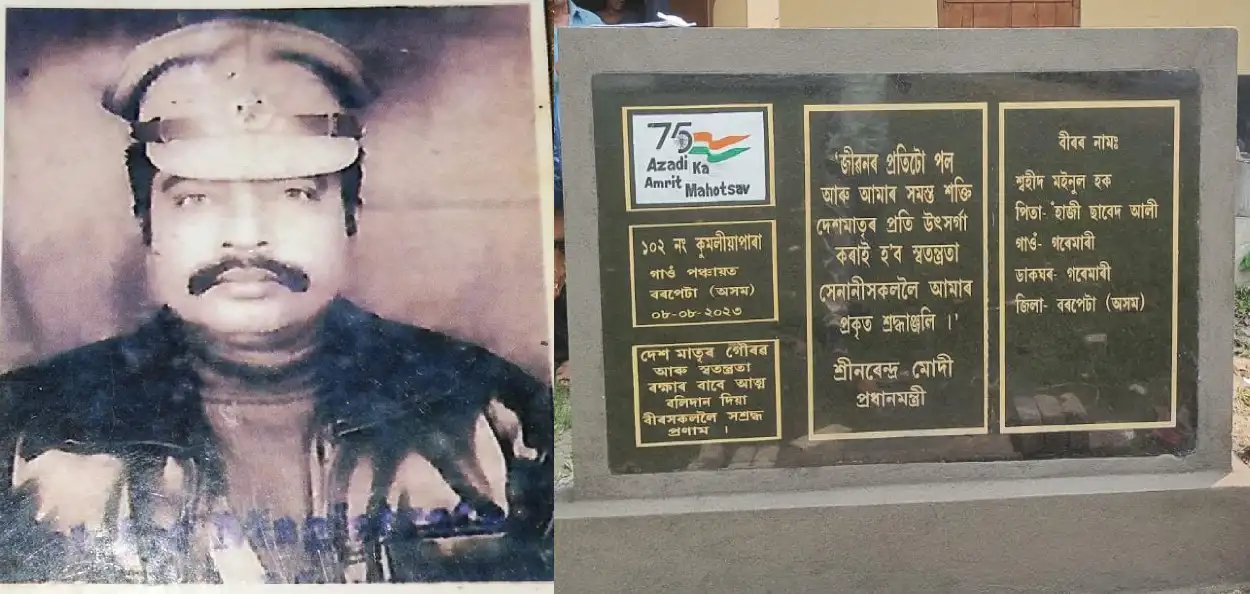 75
Azadi Ka
Amrit Mahotsav
১০২ নং কুমলীয়াপাৰা
গাওঁ পঞ্চায়ত
বৰপেটা (অসম)
০৮-০৮-২০২৩
দেশ মাতৃৰ গৌৰৱ
আৰু স্বতন্ত্ৰতা
ৰক্ষাৰ বাবে আত্ম
বলিদান দিয়া
বীৰসকললৈ সশ্ৰদ্ধ
প্ৰণাম ।
'জীৱনৰ প্ৰতিটো পল
আৰু আমাৰ সমস্ত শক্তি
দেশমাতৃৰ প্ৰতি উৎসৰ্গা
কৰাই হ'ব স্বতন্ত্ৰতা
সেনানীসকললৈ আমাৰ
প্ৰকৃত শ্ৰদ্ধাঞ্জলি ।'
শ্ৰীনৰেন্দ্ৰ মোদী
প্ৰধানমন্ত্ৰী
বীৰৰ নামঃ
শ্বহীদ মইনুল হক
পিতা- হাজী ছাবেদ আলী
গাওঁ- গৰেমাৰী
ডাকঘৰ- গৰেমাৰী
জিলা- বৰপেটা (অসম)